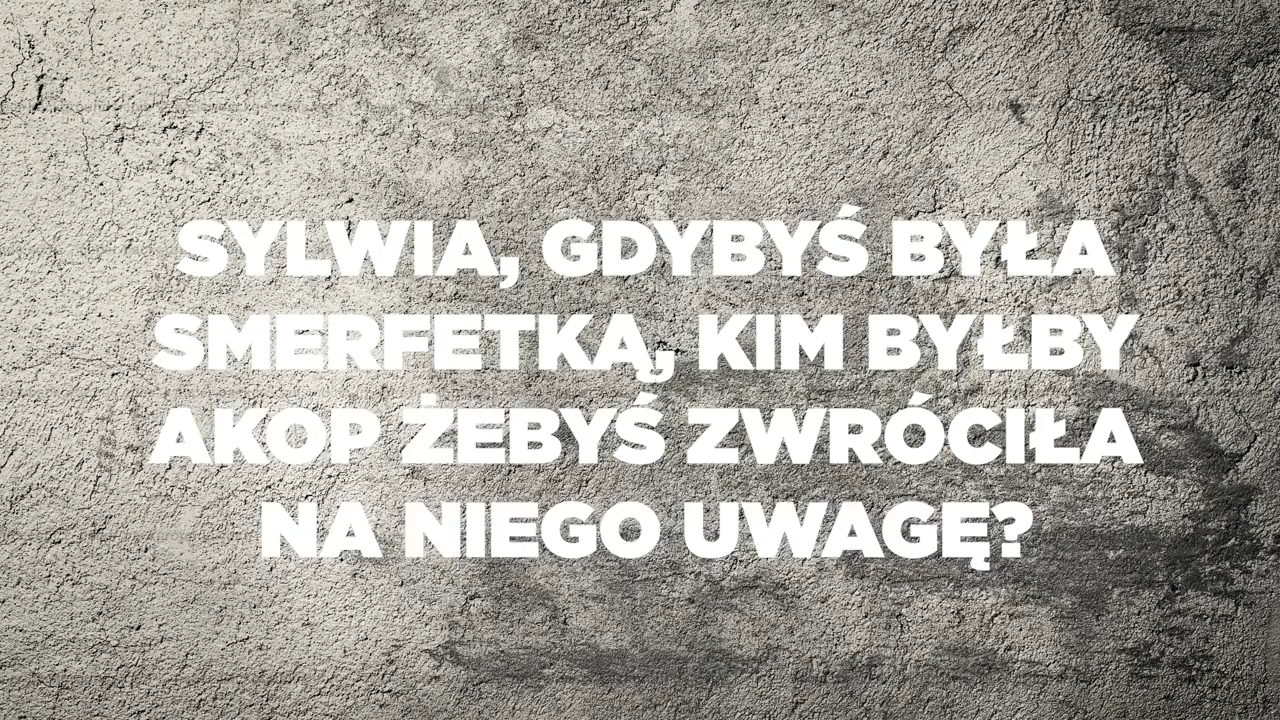 SYLWIA, GDYBYŚ BYŁA
SMERFETKĄ, KIM BYŁBY
AKOP ŻEBYŚ ZWRÓCIŁA
NA NIEGO UWAGĘ?